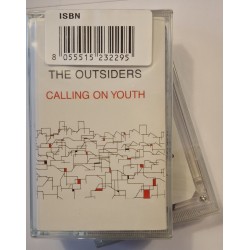 ISBN
8 055515 232295
THE OUTSIDERS
CALLING ON YOUTH